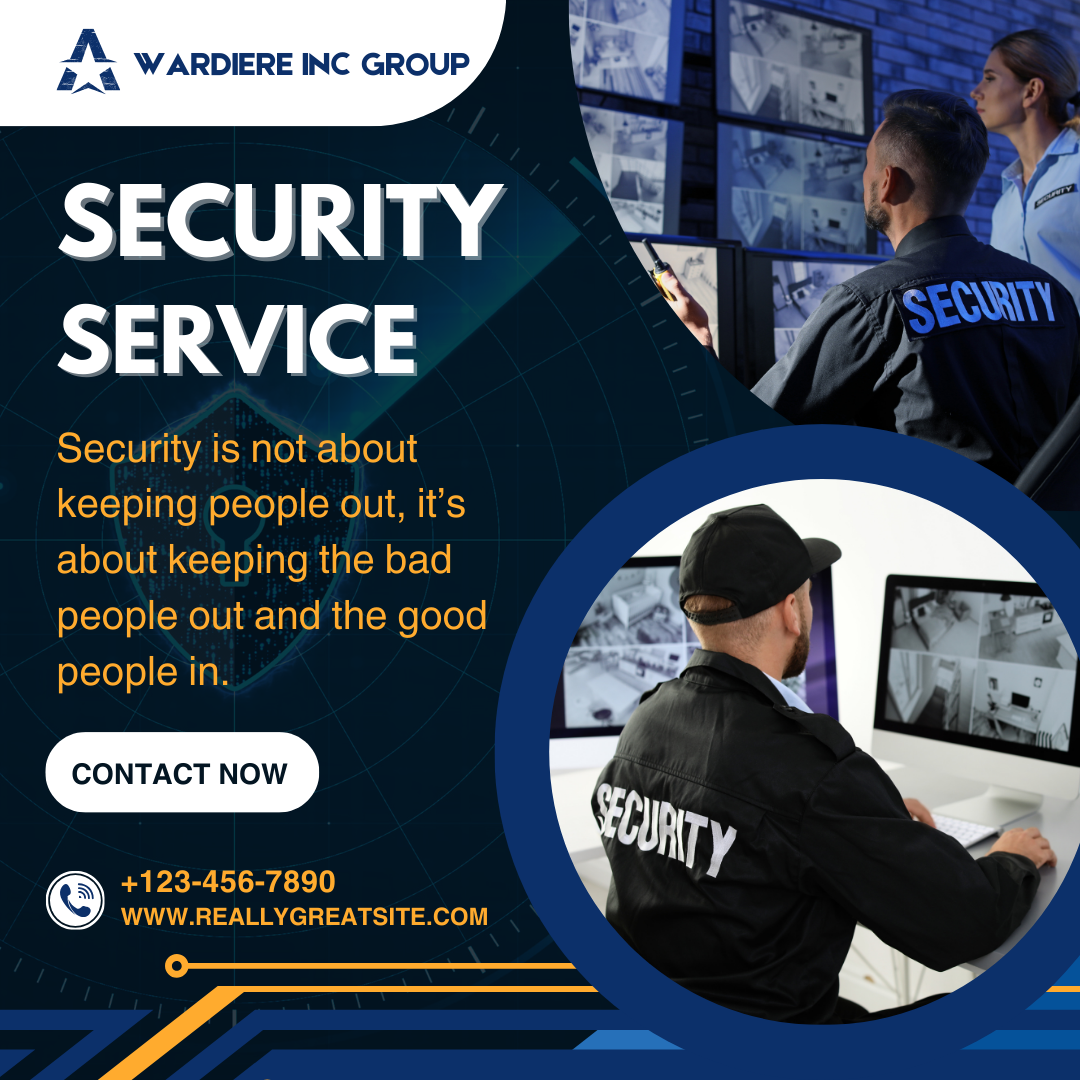 WARDIERE INC GROUP
SECURITY
SERVICE
Security is not about
keeping people out, it’s
about keeping the bad
people out and the good
people in.
CONTACT NOW
+123-456-7890
WWW.REALLYGREATSITE.COM
SECURITY
SECURITY
SECURITY